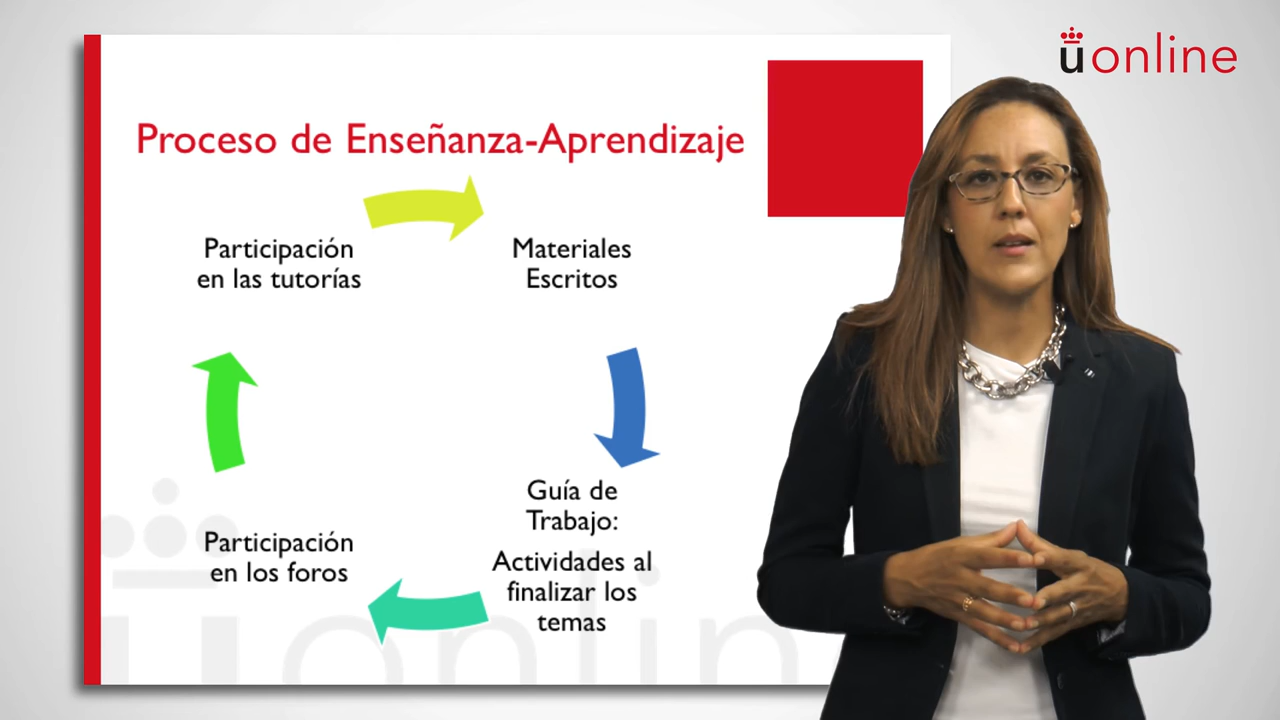 uonline
Proceso de Enseñanza-Aprendizaje
Participación
en las tutorías
Materiales
Escritos
Guía de
Trabajo:
Actividades al
finalizar los
temas
Participación
en los foros
uonlin